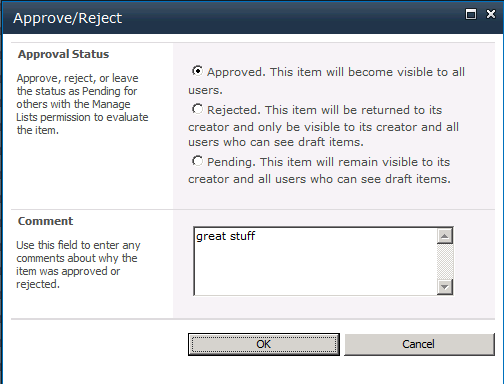 Approve/Reject
Approval Status
Approve, reject, or leave
the status as Pending for
others with the Manage
Lists permission to evaluate
the item.
Approved. This item will become visible to all
users.
Rejected. This item will be returned to its
creator and only be visible to its creator and all
users who can see draft items.
Pending. This item will remain visible to its
creator and all users who can see draft items.
Comment
Use this field to enter any
comments about why the
item was approved or
rejected.
great stuff
OK
Cancel